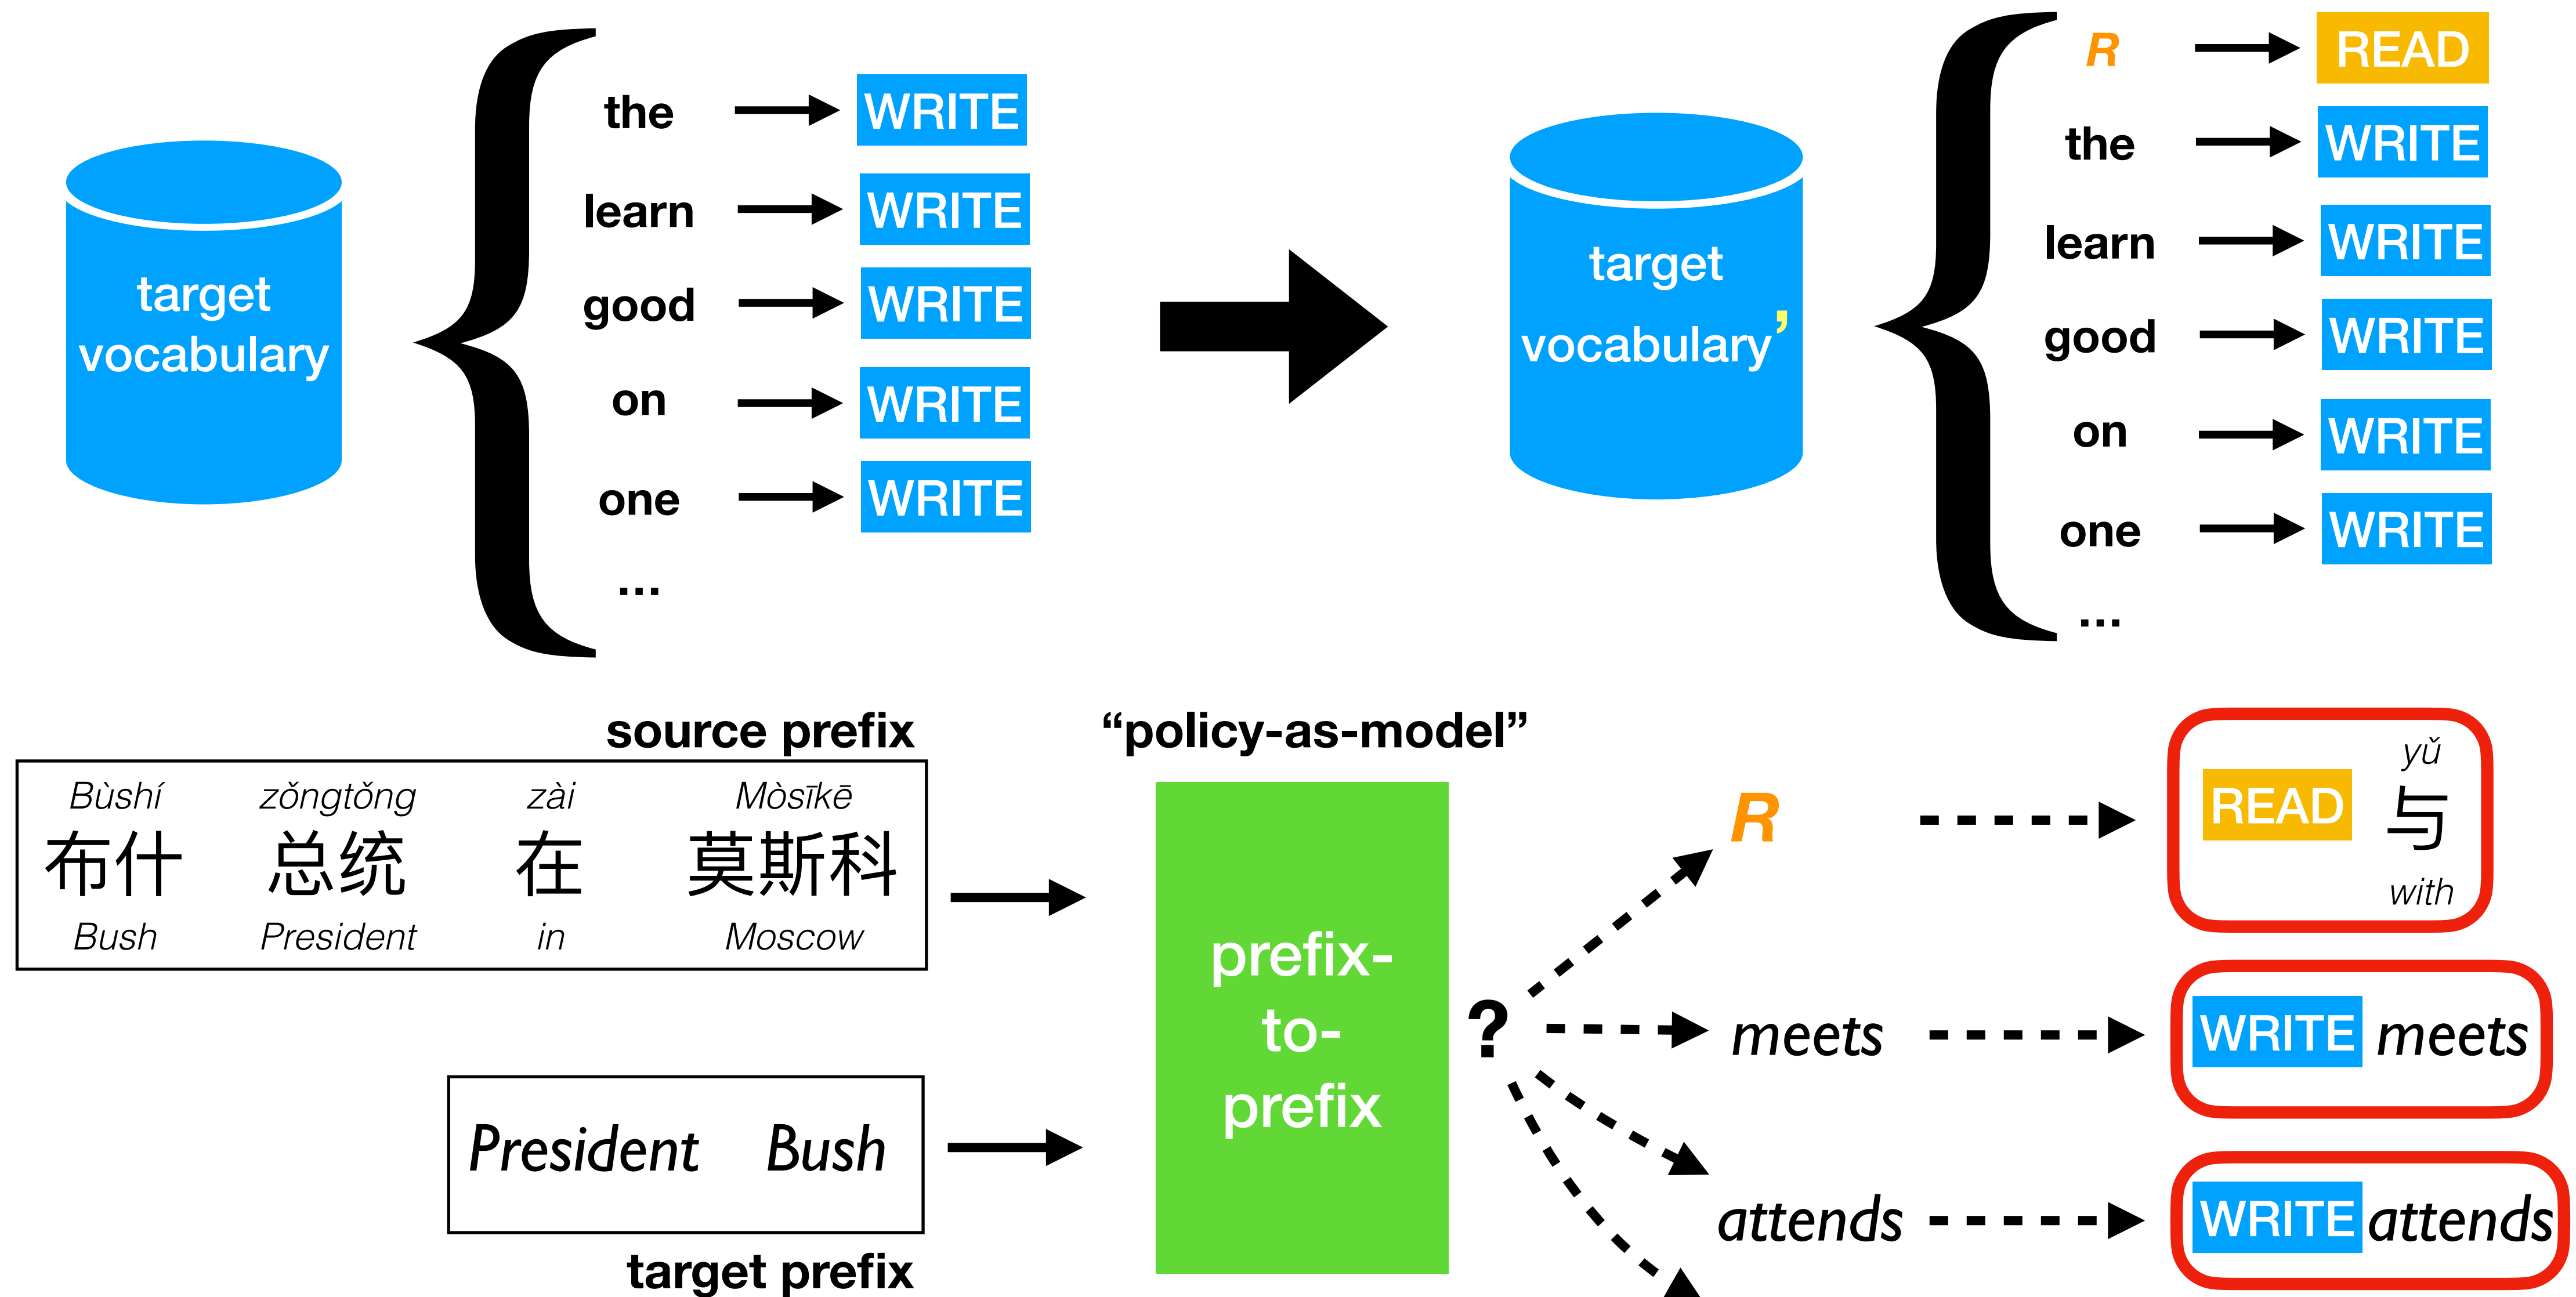 target
vocabulary
the WRITE
learn WRITE
good WRITE
on WRITE
one WRITE
...
target
vocabulary’
R READ
the WRITE
learn WRITE
good WRITE
on WRITE
one WRITE
...
source prefix
Bùshí zǒngtǒng zài Mòsīkē
布什 总统 在 莫斯科
Bush President in Moscow
President Bush
target prefix
“policy-as-model”
prefix-
to-
prefix
?
R
meets
attends
yǔ
READ 与
with
WRITE meets
WRITE attends